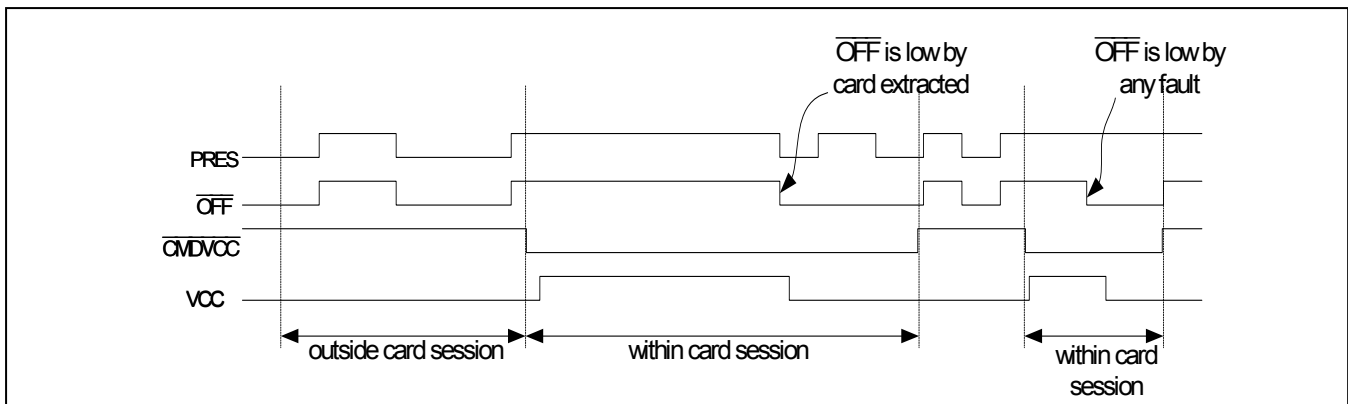 OFF is low by
card extracted
OFF is low by
any fault
PRES
OFF
CMDVCC
VCC
outside card session
within card session
within card
session